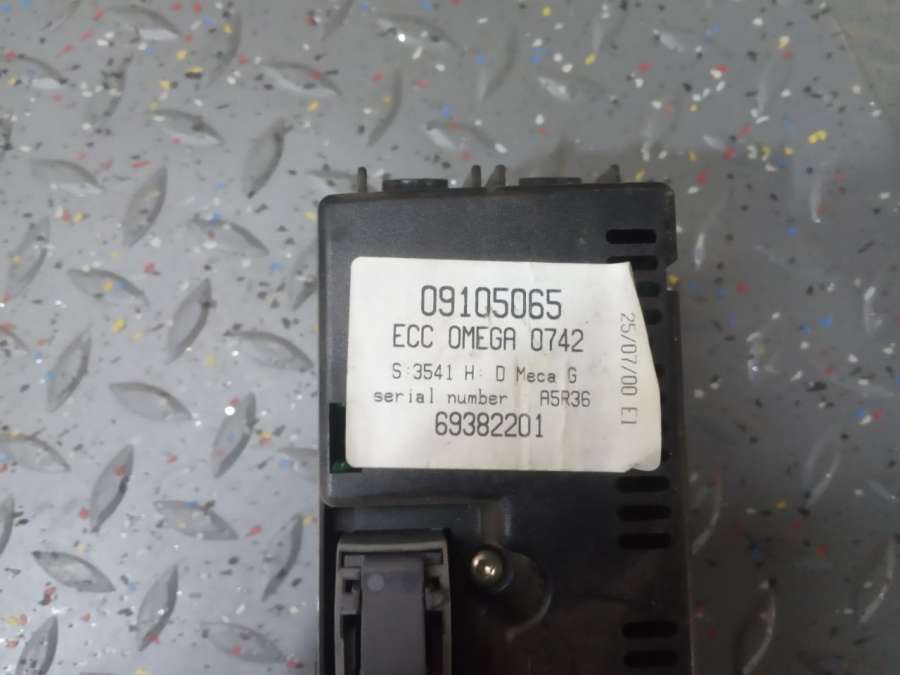 09105065
ECC OMEGA 0742
S:3541 H: D Meca G
serial number A5R36
69382201
25/07/00 E1